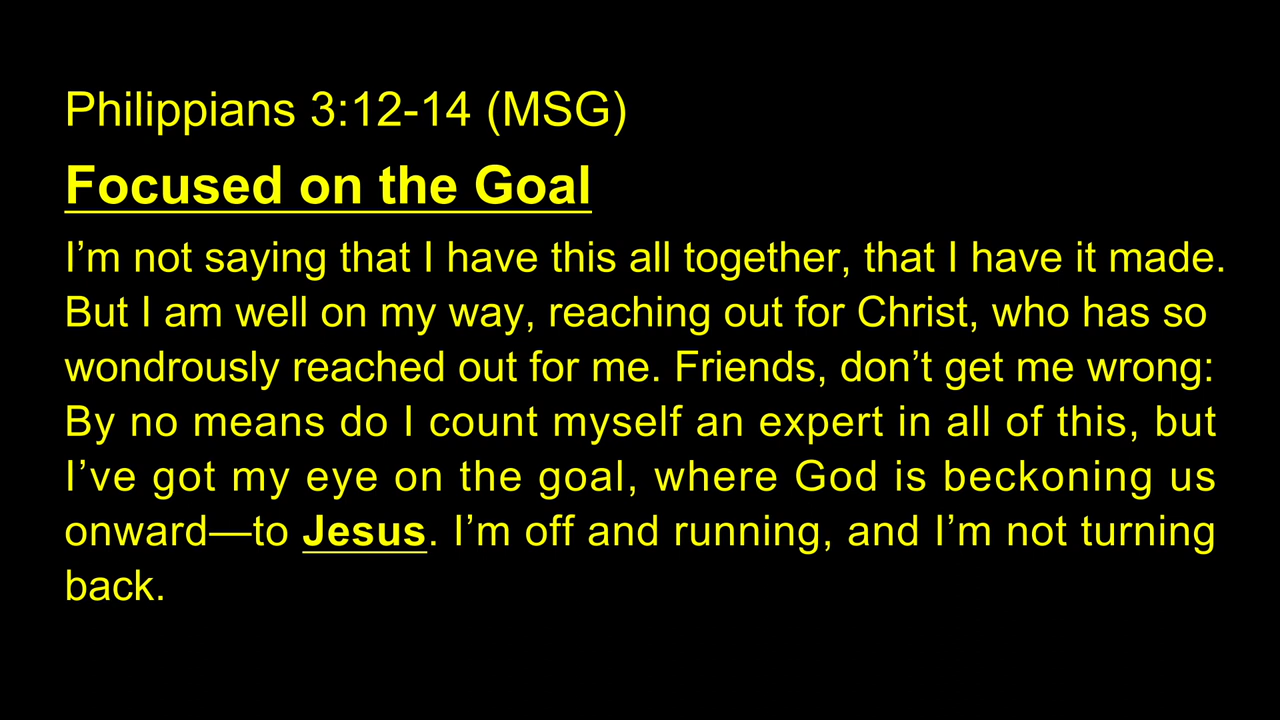 Philippians 3:12-14 (MSG)
Focused on the Goal
I’m not saying that I have this all together, that I have it made.
But I am well on my way, reaching out for Christ, who has so
wondrously reached out for me. Friends, don’t get me wrong:
By no means do I count myself an expert in all of this, but
I’ve got my eye on the goal, where God is beckoning us
onward—to Jesus. I’m off and running, and I’m not turning
back.